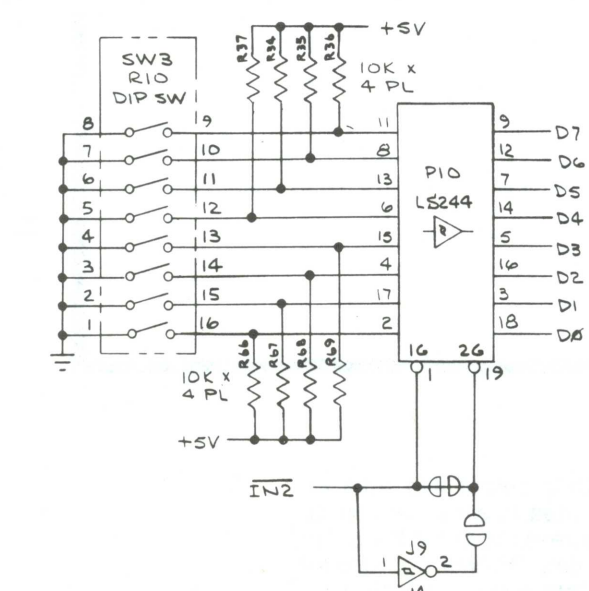 +5V
SW3
R10
DIP SW
R37
R34
R35
R36
10K x
4 PL
8
9
11
9
D7
7
10
8
12
D6
6
11
13
7
D5
5
12
6
14
D4
4
13
15
5
D3
3
14
4
16
D2
2
15
17
3
D1
1
16
2
18
D0
P10
LS244
1G
2G
1
19
R66
R67
R68
R69
10K x
4 PL
+5V
IN2
J9
1
2